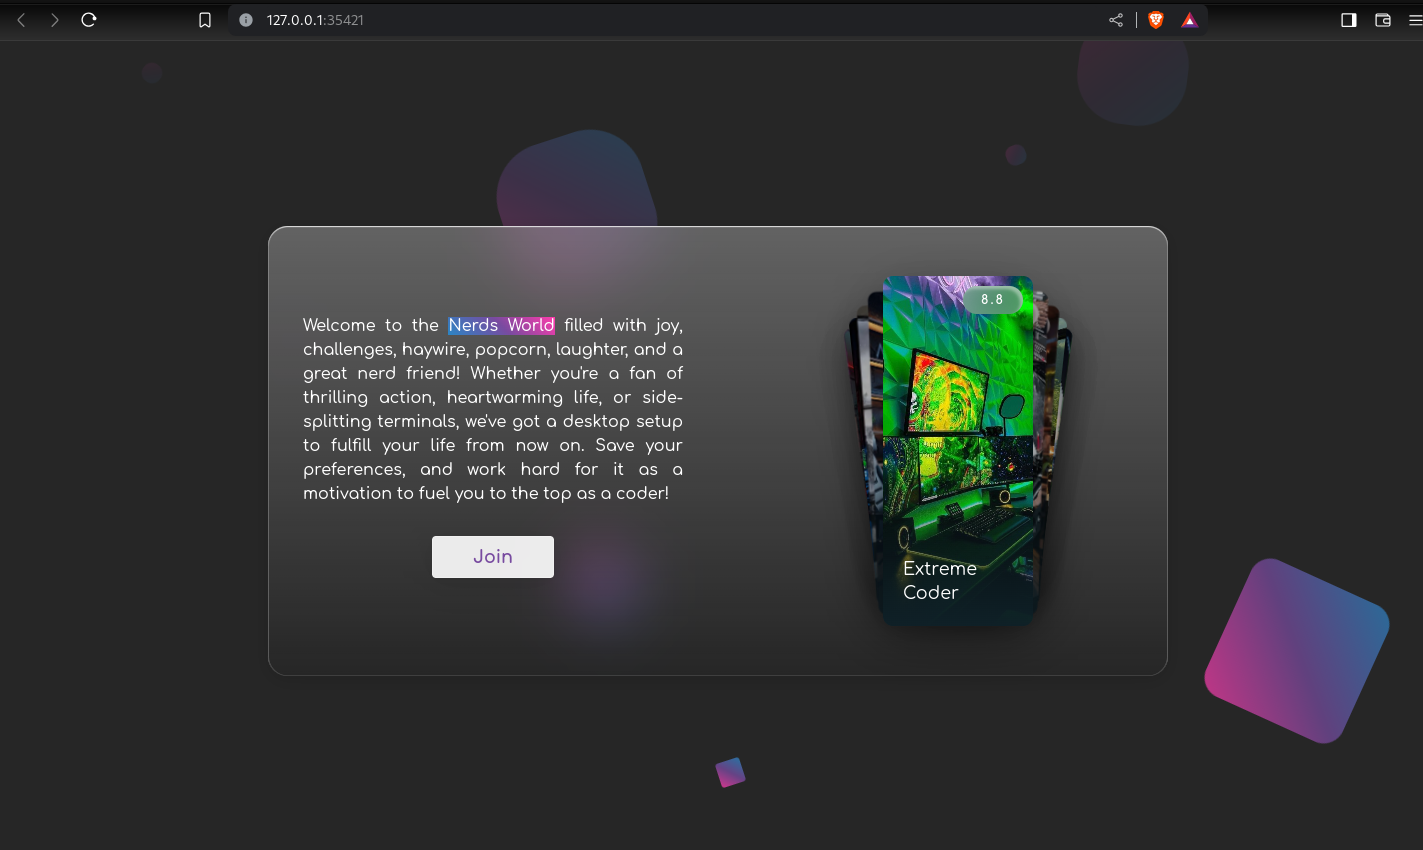 127.0.0.1:35421
Welcome to the Nerds World filled with joy,
challenges, haywire, popcorn, laughter, and a
great nerd friend! Whether you're a fan of
thrilling action, heartwarming life, or side-
splitting terminals, we've got a desktop setup
to fulfill your life from now on. Save your
preferences, and work hard for it as a
motivation to fuel you to the top as a coder!
Join
8.8
Extreme
Coder